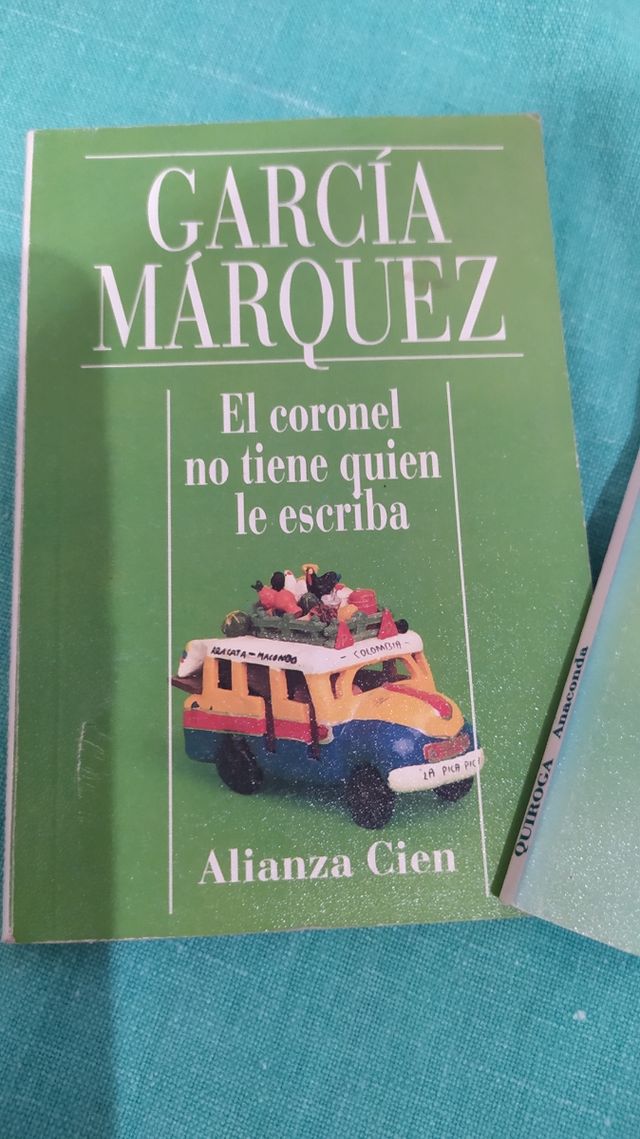 GARCÍA
MÁRQUEZ
El coronel
no tiene quien
le escriba
ARACATA - MACONDO
- COLOMBIA -
LA PICA PICA
Alianza Cien
QUIROGA Anaconda